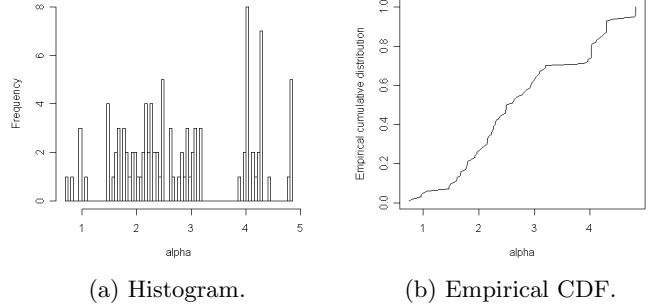 Frequency
8
6
4
2
0
1 2 3 4 5
alpha
(a) Histogram.
Empirical cumulative distribution
1.0
0.8
0.6
0.4
0.2
0.0
1 2 3 4
alpha
(b) Empirical CDF.